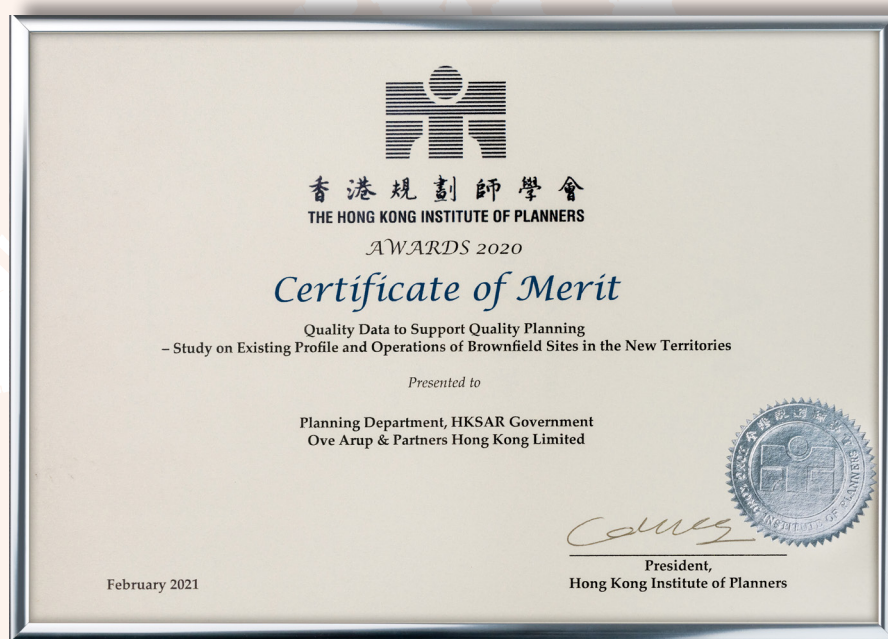 香港規劃師學會
THE HONG KONG INSTITUTE OF PLANNERS
AWARDS 2020
Certificate of Merit
Quality Data to Support Quality Planning
– Study on Existing Profile and Operations of Brownfield Sites in the New Territories
Presented to
Planning Department, HKSAR Government
Ove Arup & Partners Hong Kong Limited
President,
Hong Kong Institute of Planners
February 2021